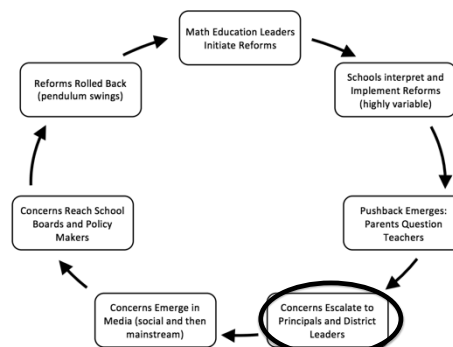 Math Education Leaders
Initiate Reforms
Schools interpret and
Implement Reforms
(highly variable)
Pushback Emerges:
Parents Question
Teachers
Concerns Escalate to
Principals and District
Leaders
Concerns Emerge in
Media (social and then
mainstream)
Concerns Reach School
Boards and Policy
Makers
Reforms Rolled Back
(pendulum swings)